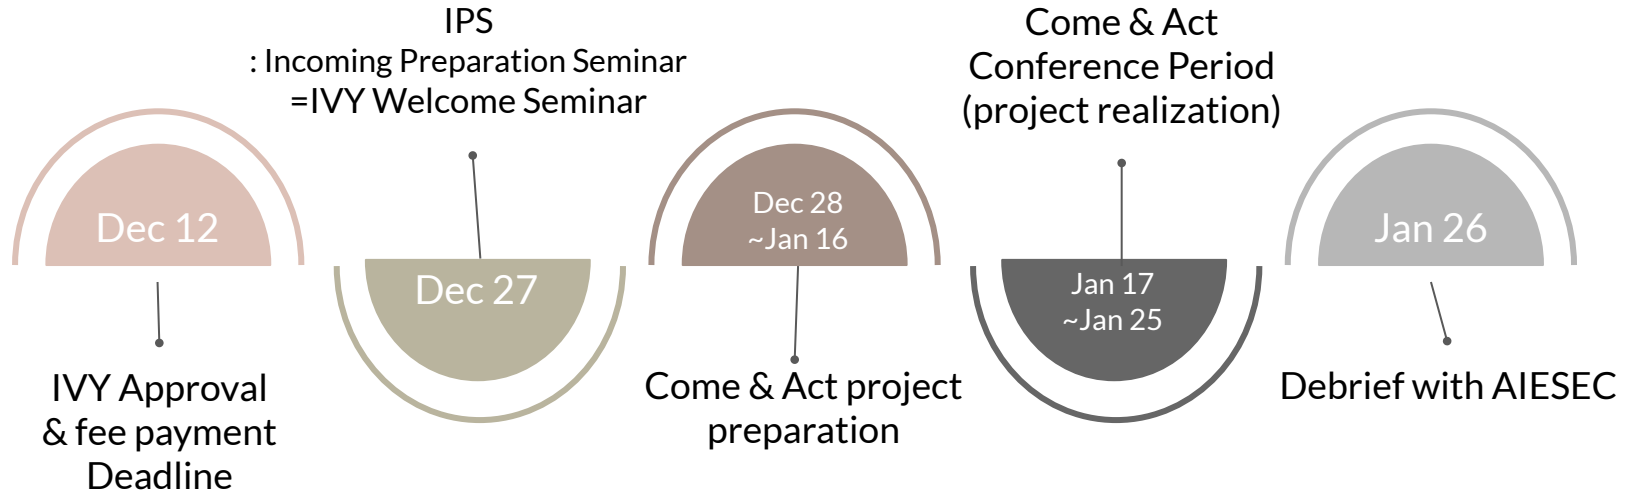 IPS
: Incoming Preparation Seminar
=IVY Welcome Seminar
Come & Act
Conference Period
(project realization)
Dec 12
Dec 27
Dec 28
~Jan 16
Jan 17
~Jan 25
Jan 26
IVY Approval
& fee payment
Deadline
Come & Act project
preparation
Debrief with AIESEC